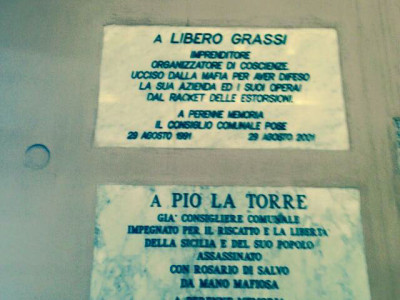 A LIBERO GRASSI
IMPRENDITORE
ORGANIZZATORE DI COSCIENZE.
UCCISO DALLA MAFIA PER AVER DIFESO
LA SUA AZIENDA ED I SUOI OPERAI
DAL RACKET DELLE ESTORSIONI.
A PERENNE MEMORIA
IL CONSIGLIO COMUNALE POSE
29 AGOSTO 1991 29 AGOSTO 2001
A PIO LA TORRE
GIA' CONSIGLIERE COMUNALE
IMPEGNATO PER IL RISCATTO E LA LIBERTA'
DELLA SICILIA E DEL SUO POPOLO
ASSASSINATO
CON ROSARIO DI SALVO
DA MANO MAFIOSA
A PERENNE MEMORIA